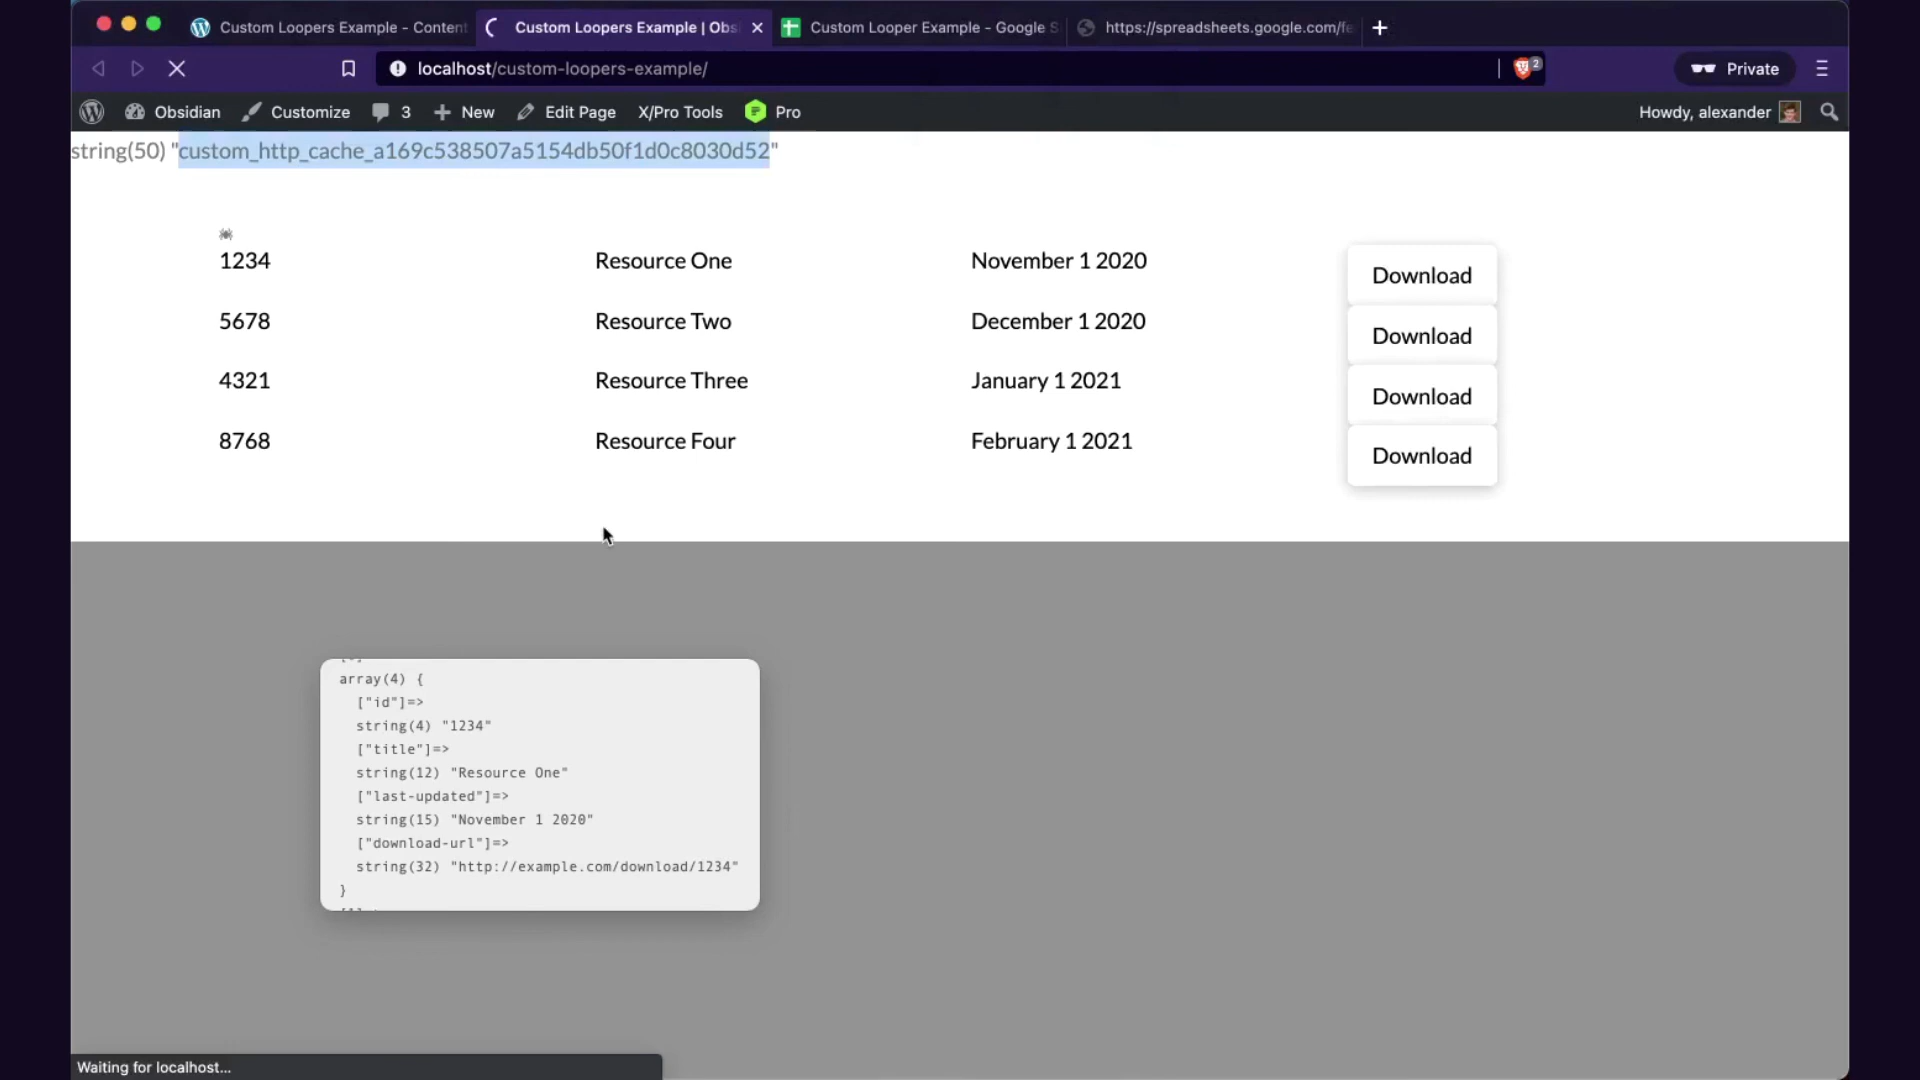 Custom Loopers Example - Content
Custom Loopers Example | Obs
Custom Looper Example - Google S
https://spreadsheets.google.com/fe
localhost/custom-loopers-example/
2
Private
Obsidian
Customize
3
New
Edit Page
X/Pro Tools
Pro
Howdy, alexander
string(50) "custom_http_cache_a169c538507a5154db50f1d0c8030d52"
1234 Resource One November 1 2020 Download
5678 Resource Two December 1 2020 Download
4321 Resource Three January 1 2021 Download
8768 Resource Four February 1 2021 Download
array(4) {
["id"]=>
string(4) "1234"
["title"]=>
string(12) "Resource One"
["last-updated"]=>
string(15) "November 1 2020"
["download-url"]=>
string(32) "http://example.com/download/1234"
}
Waiting for localhost...